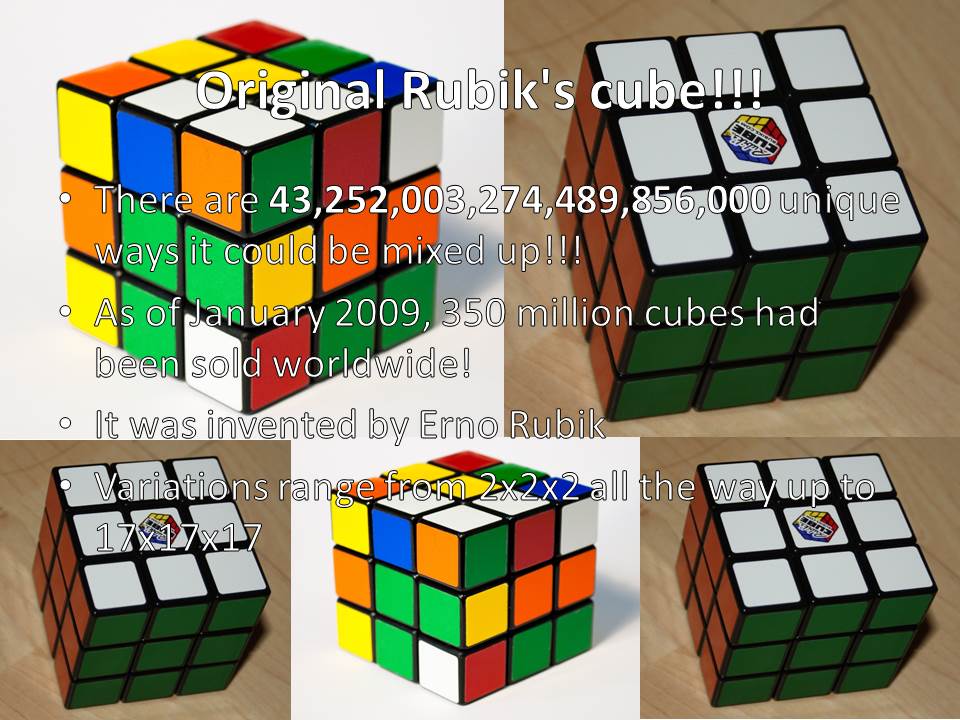 Original Rubik's cube!!!
• There are 43,252,003,274,489,856,000 unique
ways it could be mixed up!!!
• As of January 2009, 350 million cubes had
been sold worldwide!
• It was invented by Erno Rubik
• Variations range from 2x2x2 all the way up to
17x17x17